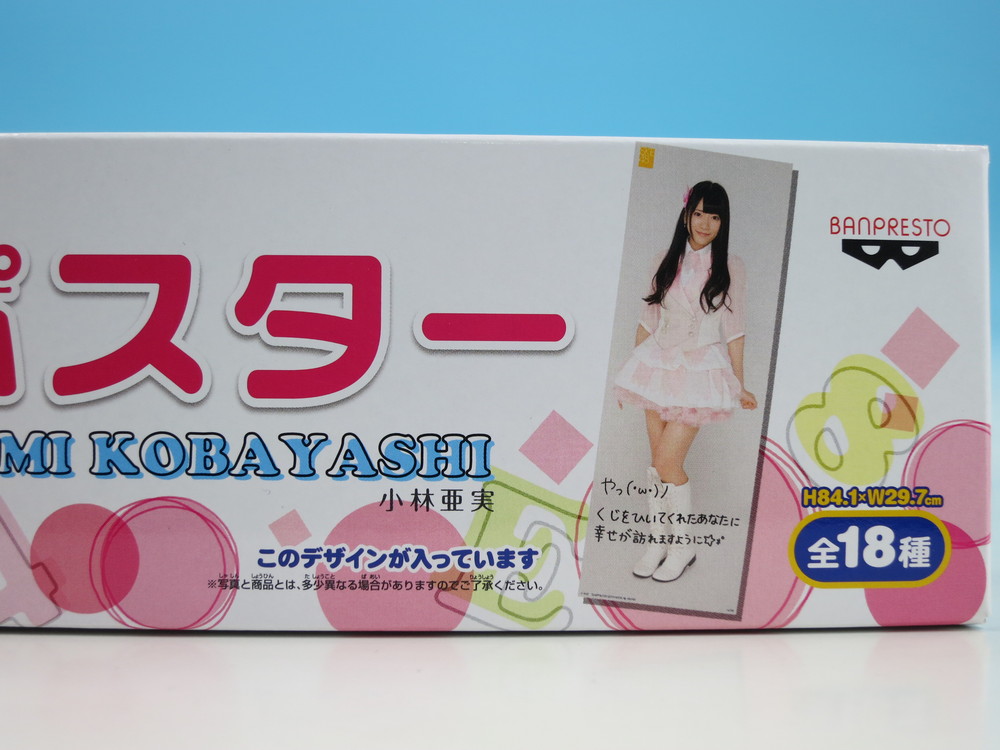 ポスター
MI KOBAYASHI
小林亜実
このデザインが入っています
※写真と商品とは、多少異なる場合がありますのでご了承ください。
やっ(・ω・)ノ
くじをひいてくれたあなたに
幸せが訪れますように☆
BANPRESTO
H84.1×W29.7cm
全18種